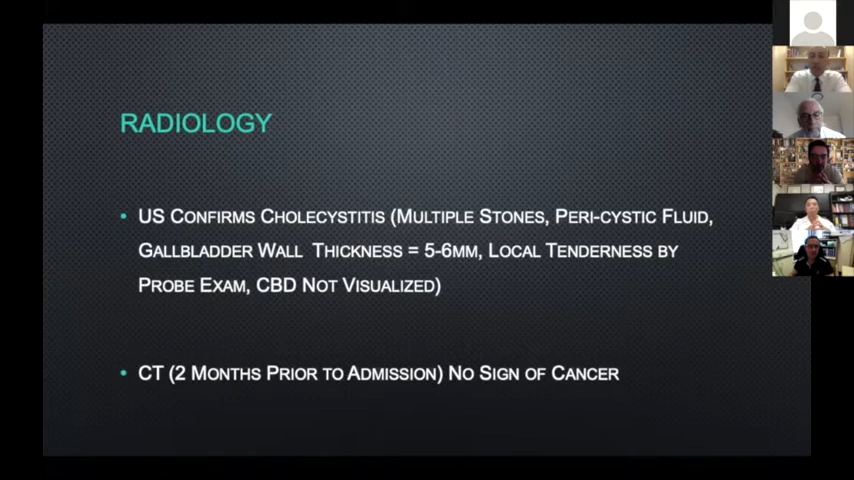 RADIOLOGY
• US CONFIRMS CHOLECYSTITIS (MULTIPLE STONES, PERI-CYSTIC FLUID,
GALLBLADDER WALL THICKNESS = 5-6MM, LOCAL TENDERNESS BY
PROBE EXAM, CBD NOT VISUALIZED)
• CT (2 MONTHS PRIOR TO ADMISSION) NO SIGN OF CANCER